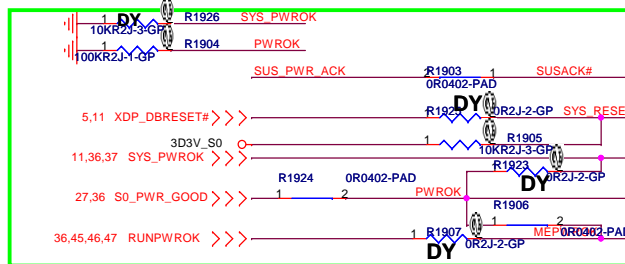 1 DY R1926 SYS_PWROK
10KR2J-3-GP
1 R1904 PWROK
100KR2J-1-GP
SUS_PWR_ACK 2 R1903 1 SUSACK#
0R0402-PAD
5,11 XDP_DBRESET# DY 0R2J-2-GP SYS_RESE
3D3V_S0 1 R1905
10KR2J-3-GP
11,36,37 SYS_PWROK
R1923
DY 0R2J-2-GP
R1924 0R0402-PAD
27,36 S0_PWR_GOOD 1 2 PWROK
R1906
1 2
36,45,46,47 RUNPWROK 1 R1907 0R0402-PAD
DY 0R2J-2-GP